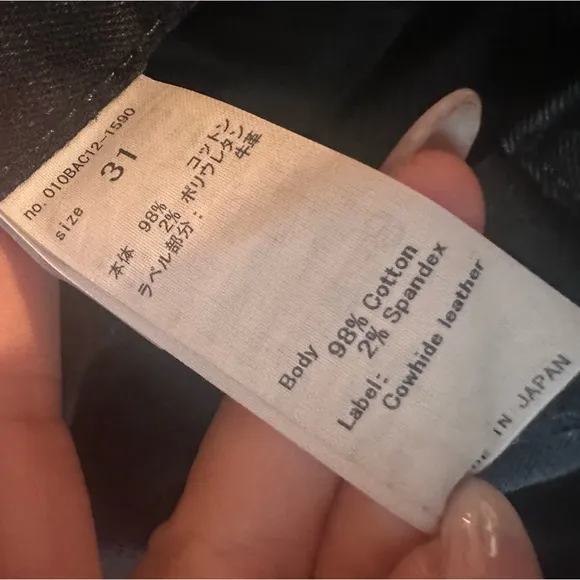 no.010BAC12-1590
size 31
本体 98% コットン
2% ポリウレタン
ラベル部分: 牛革
Body 98% Cotton
2% Spandex
Label:
Cowhide leather
DE IN JAPAN